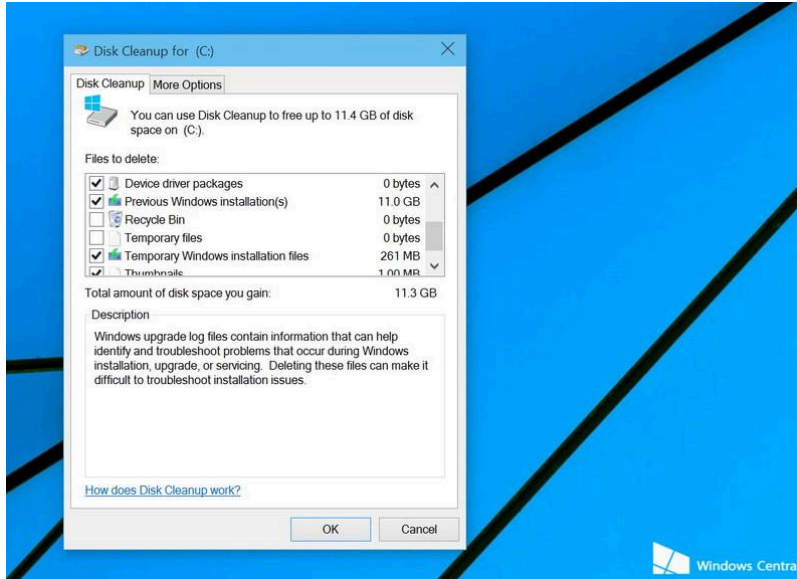 Disk Cleanup for (C:)
Disk Cleanup
More Options
You can use Disk Cleanup to free up to 11.4 GB of disk
space on (C:).
Files to delete:
Device driver packages 0 bytes
Previous Windows installation(s) 11.0 GB
Recycle Bin 0 bytes
Temporary files 0 bytes
Temporary Windows installation files 261 MB
Thumbnails 1.00 MB
Total amount of disk space you gain: 11.3 GB
Description
Windows upgrade log files contain information that can help
identify and troubleshoot problems that occur during Windows
installation, upgrade, or servicing. Deleting these files can make it
difficult to troubleshoot installation issues.
How does Disk Cleanup work?
OK
Cancel
Windows Centra